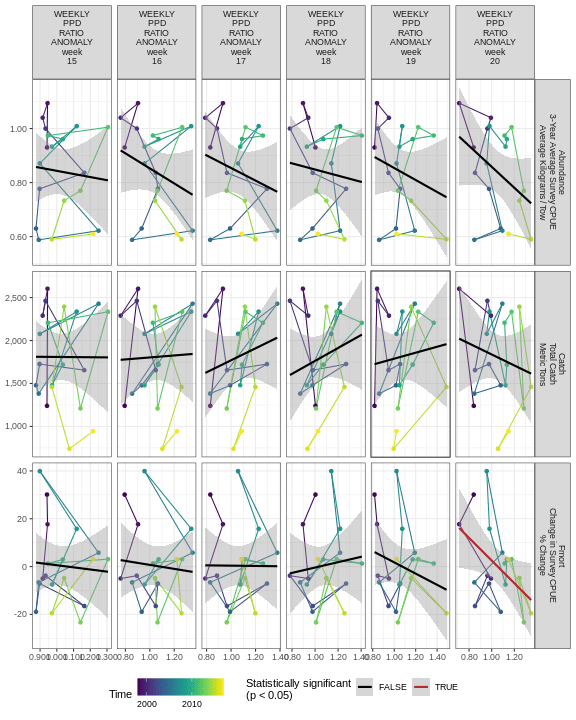 WEEKLY
PPD
RATIO
ANOMALY
week
15
WEEKLY
PPD
RATIO
ANOMALY
week
16
WEEKLY
PPD
RATIO
ANOMALY
week
17
WEEKLY
PPD
RATIO
ANOMALY
week
18
WEEKLY
PPD
RATIO
ANOMALY
week
19
WEEKLY
PPD
RATIO
ANOMALY
week
20
1.00
0.80
0.60
Abundance
3-Year Average Survey CPUE
Average Kilograms/Tow
2,500
2,000
1,500
1,000
Catch
Total Catch
Metric Tons
40
20
0
-20
Fmort
Change in Survey CPUE
% Change
0.900 1.000 1.100 1.200 1.300
0.80 1.00 1.20
0.80 1.00 1.20 1.40
0.80 1.00 1.20 1.40
0.80 1.00 1.20 1.40
0.80 1.00 1.20
Time
2000 2010
Statistically significant
(p < 0.05)
FALSE
TRUE